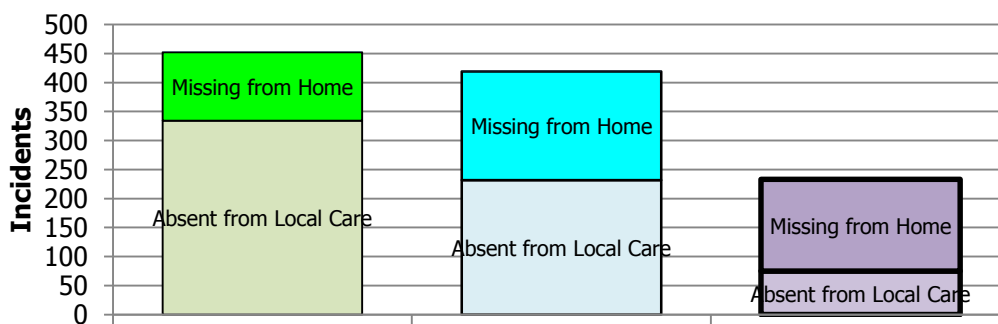 500
450
400
350
300
250
200
150
100
50
0
Incidents
Missing from Home
Absent from Local Care
Missing from Home
Absent from Local Care
Missing from Home
Absent from Local Care